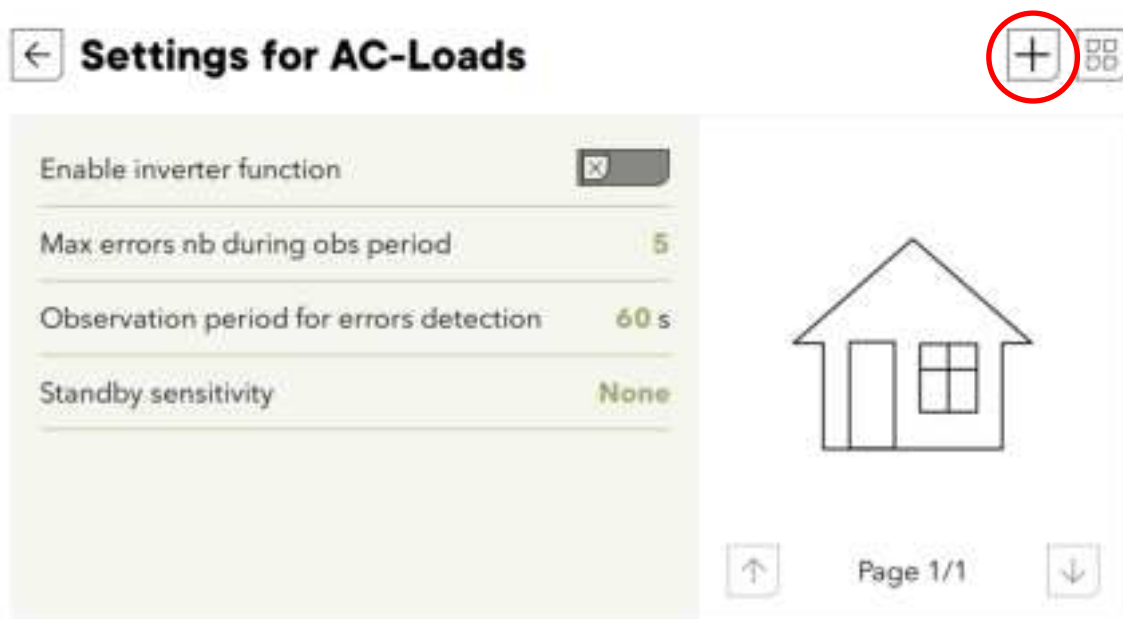 Settings for AC-Loads
Enable inverter function
Max errors nb during obs period 5
Observation period for errors detection 60 s
Standby sensitivity None
Page 1/1